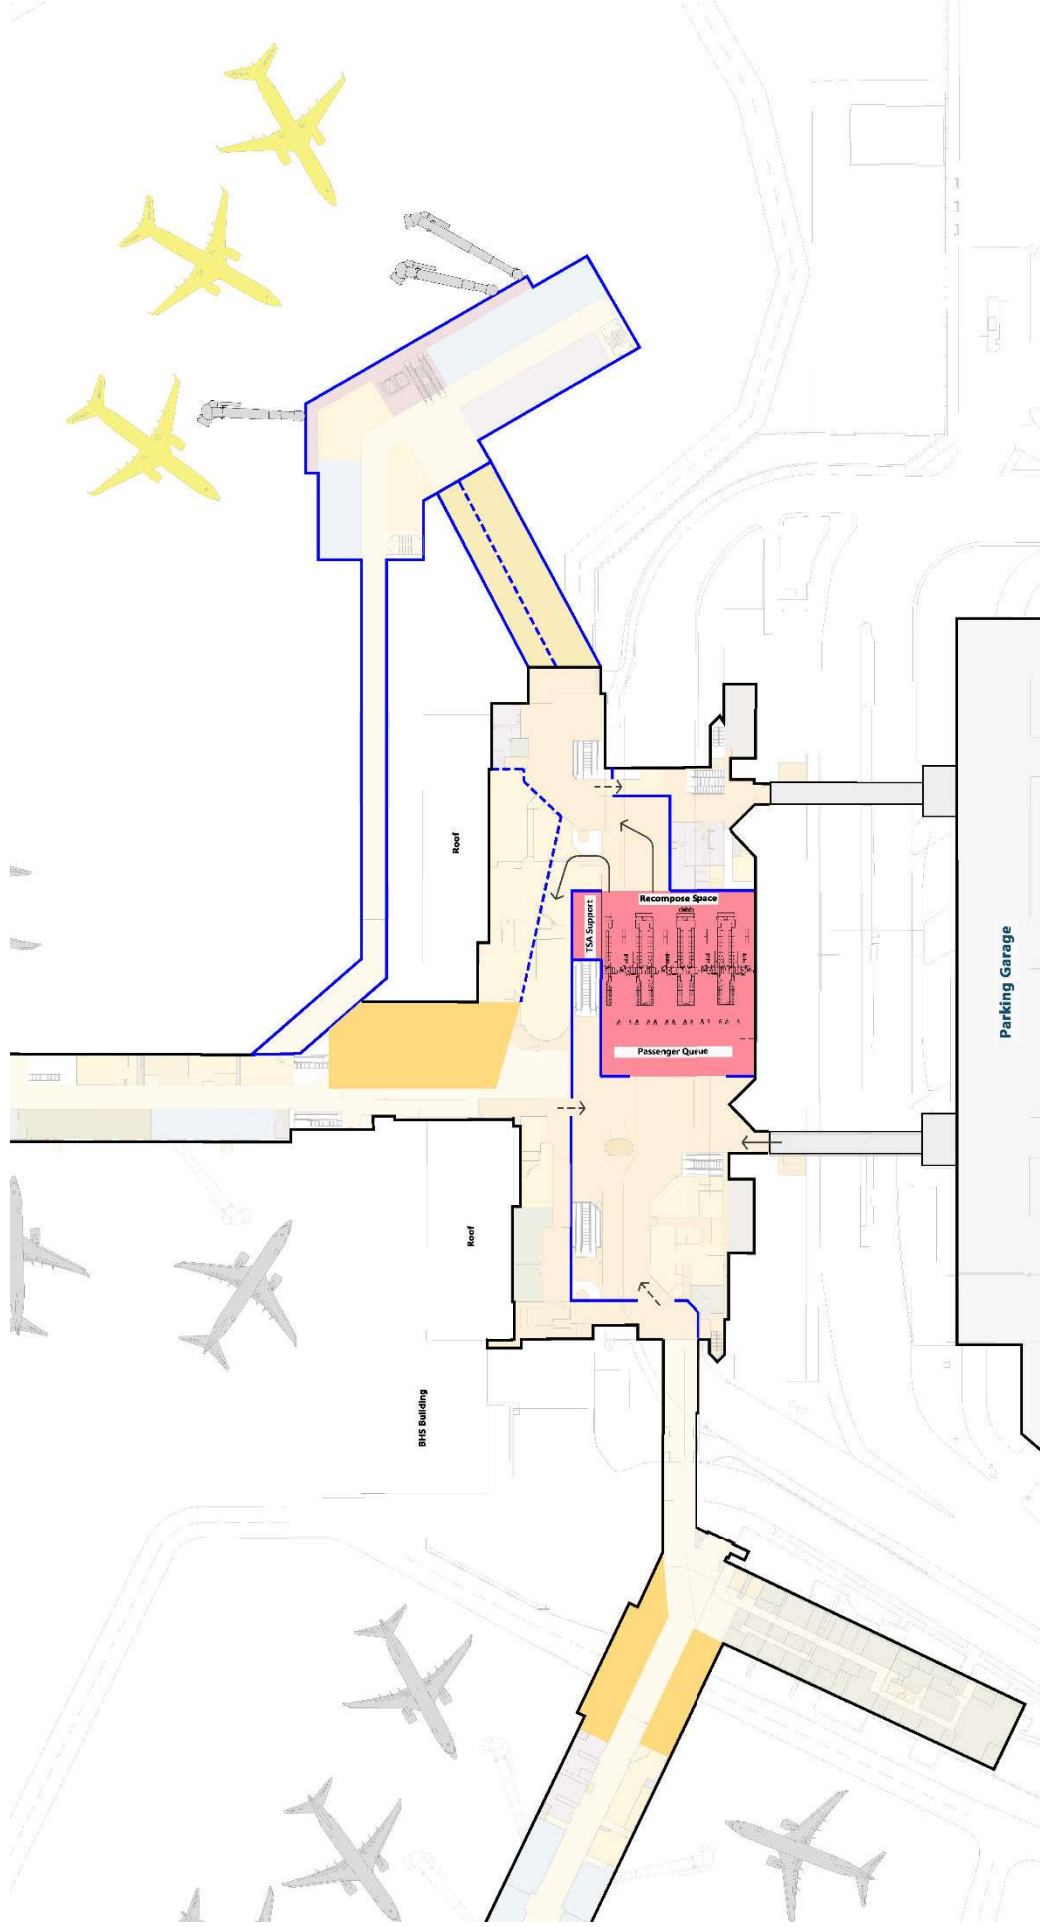 Roof
Recompose Space
TSA Support
Parking Garage
Passenger Queue
Roof
BHS Building